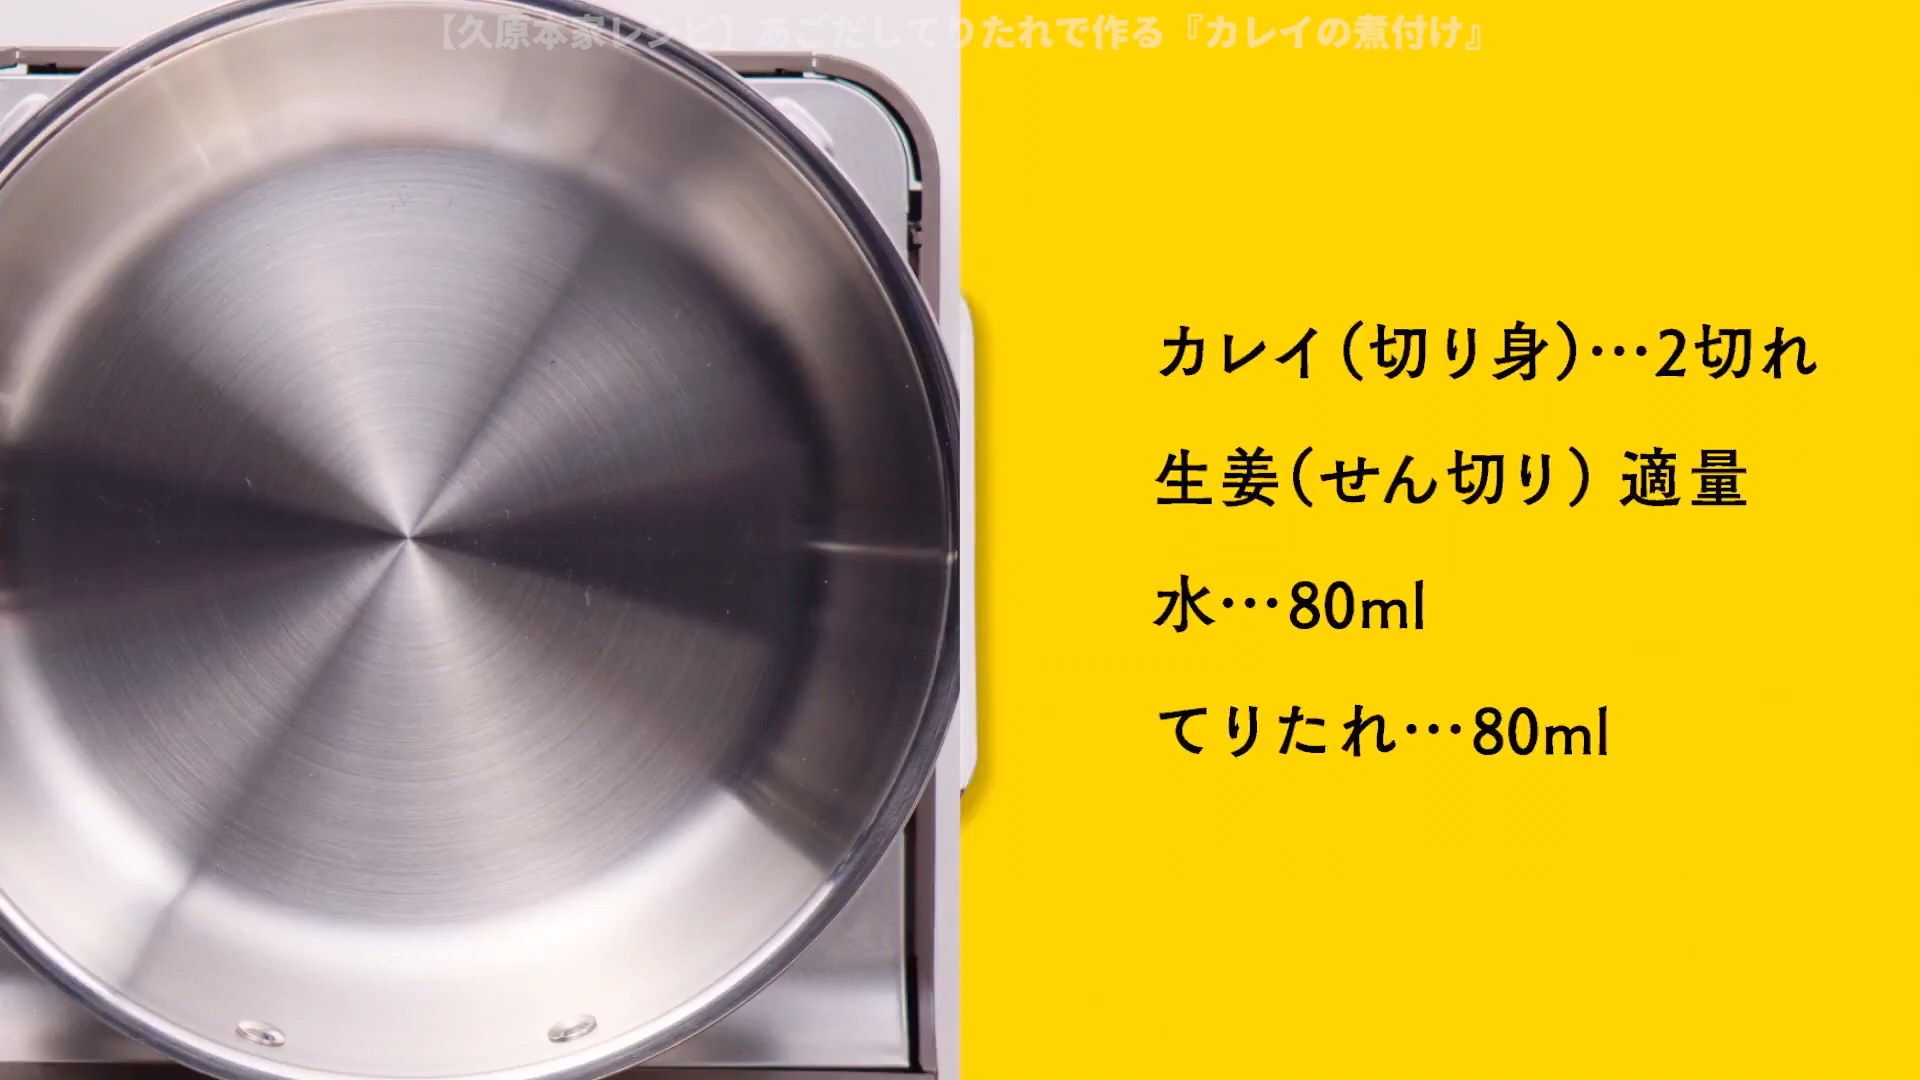 【久原本家レシピ】あごだしてりたれで作る『カレイの煮付け』
カレイ（切り身）…2切れ
生姜（せん切り） 適量
水…80ml
てりたれ…80ml